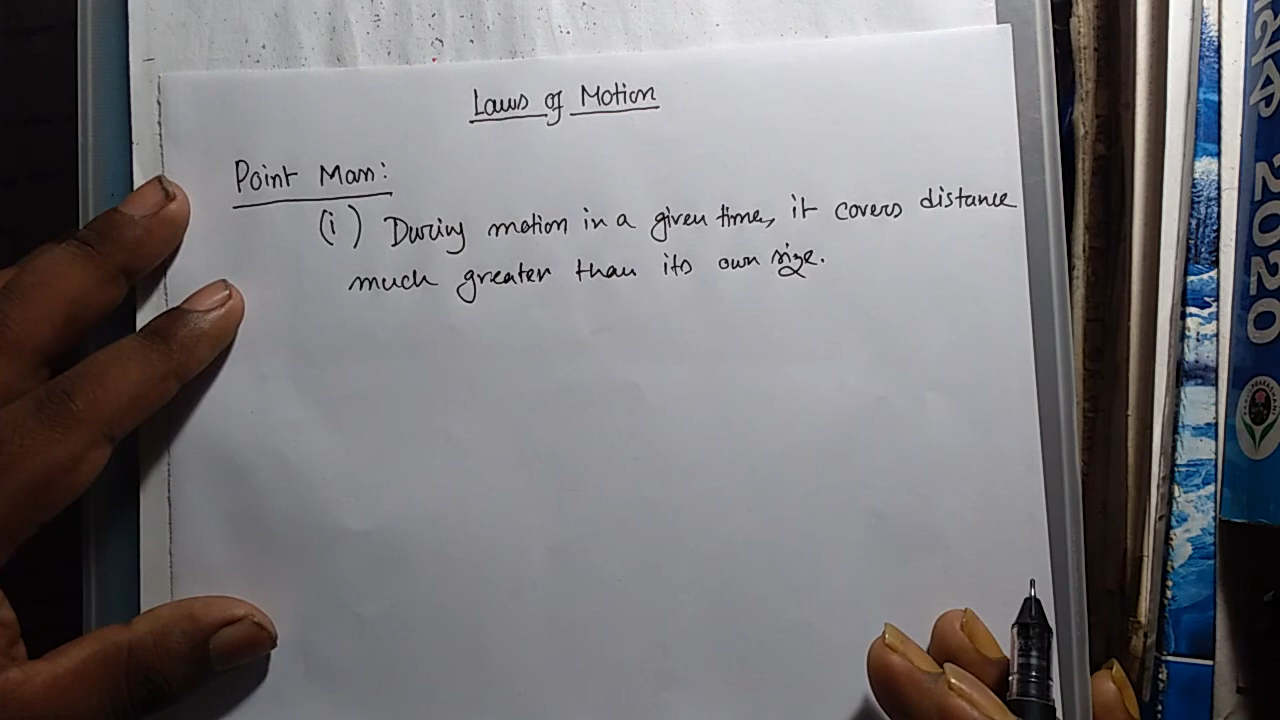 Laws of Motion
Point Mass:
(i) During motion in a given time, it covers distance
much greater than its own size.
2020